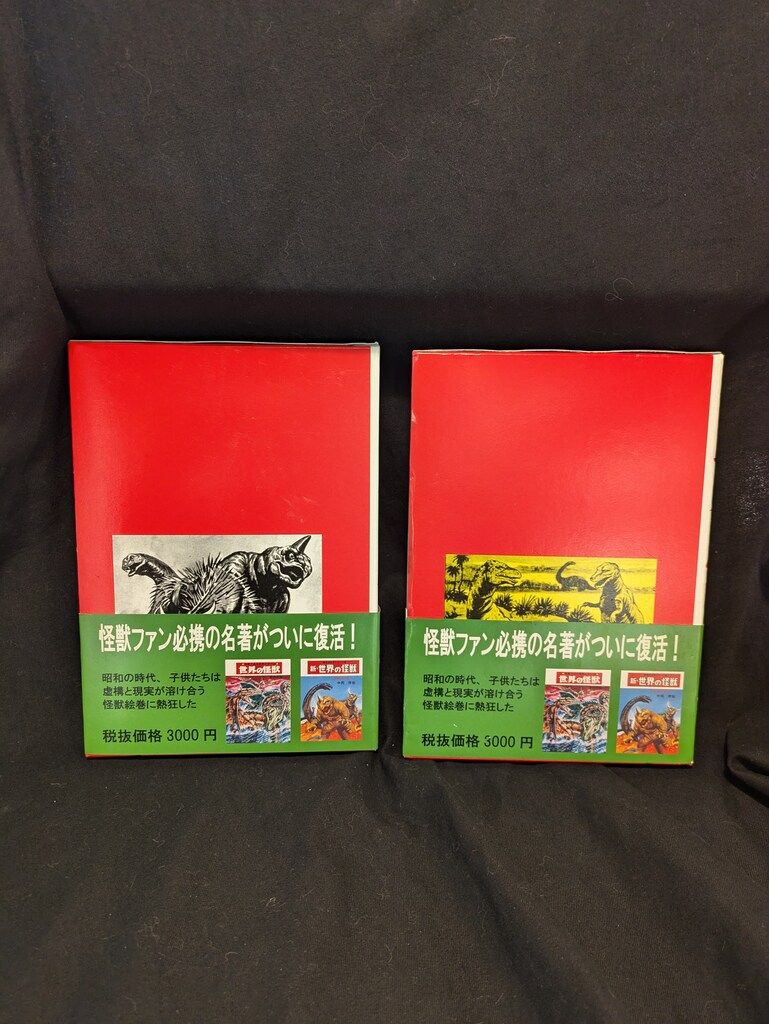 怪獣ファン必携の名著がついに復活！
昭和の時代、子供たちは
虚構と現実が溶け合う
怪獣絵巻に熱狂した
税抜価格 3000 円
世界の怪獣
新・世界の怪獣
怪獣ファン必携の名著がついに復活！
昭和の時代、子供たちは
虚構と現実が溶け合う
怪獣絵巻に熱狂した
税抜価格 3000 円
世界の怪獣
新・世界の怪獣